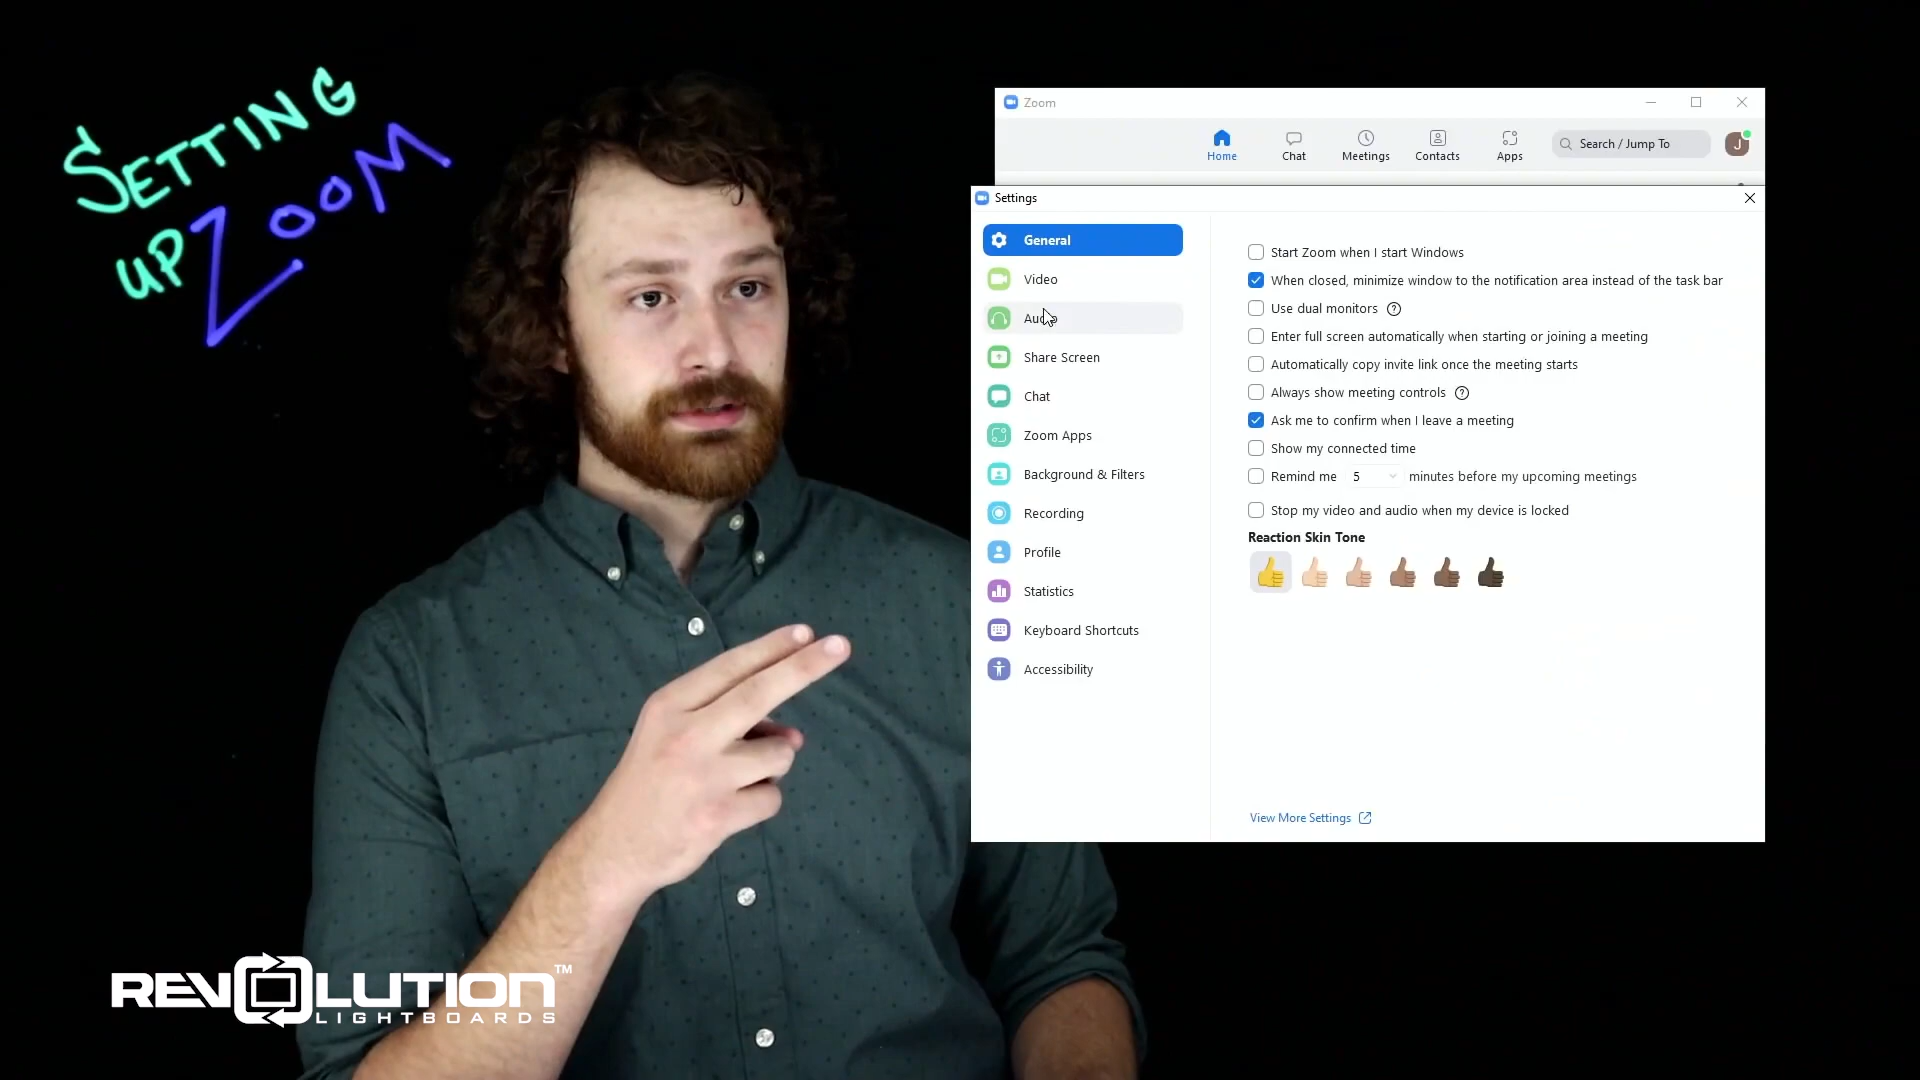 SETTING
UP ZOOM
Zoom
Home
Chat
Meetings
Contacts
Apps
Search / Jump To
J
Settings
General
Video
Audio
Share Screen
Chat
Zoom Apps
Background & Filters
Recording
Profile
Statistics
Keyboard Shortcuts
Accessibility
Start Zoom when I start Windows
When closed, minimize window to the notification area instead of the task bar
Use dual monitors ?
Enter full screen automatically when starting or joining a meeting
Automatically copy invite link once the meeting starts
Always show meeting controls ?
Ask me to confirm when I leave a meeting
Show my connected time
Remind me 5 minutes before my upcoming meetings
Stop my video and audio when my device is locked
Reaction Skin Tone
View More Settings
REVOLUTION™
LIGHTBOARDS